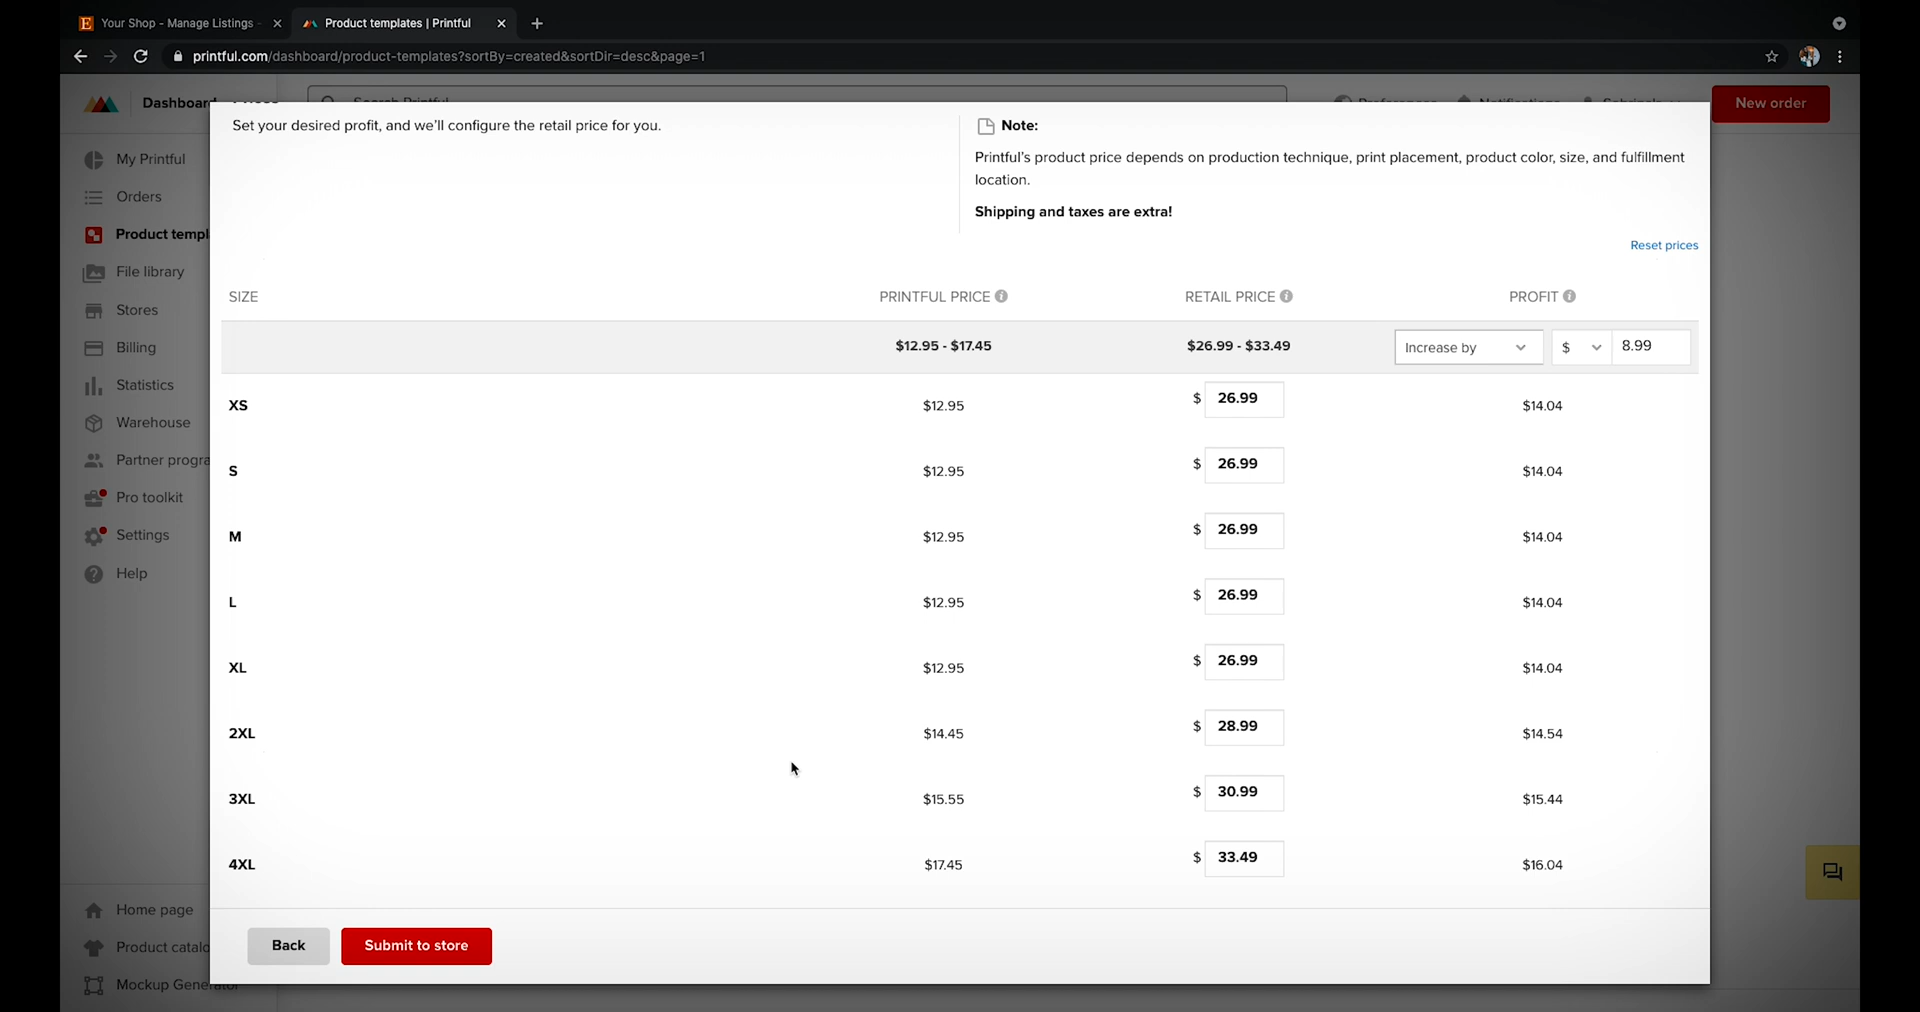 Your Shop - Manage Listings
Product templates | Printful
printful.com/dashboard/product-templates?sortBy=created&sortDir=desc&page=1
Dashboard
Search Printful
Preferences
Notifications
New order
My Printful
Orders
Product templ
File library
Stores
Billing
Statistics
Warehouse
Partner progra
Pro toolkit
Settings
Help
Home page
Product catalo
Mockup Generator
Set your desired profit, and we'll configure the retail price for you.
Note:
Printful's product price depends on production technique, print placement, product color, size, and fulfillment
location.
Shipping and taxes are extra!
Reset prices
SIZE PRINTFUL PRICE RETAIL PRICE PROFIT
$12.95 - $17.45 $26.99 - $33.49 Increase by $ 8.99
XS $12.95 $ 26.99 $14.04
S $12.95 $ 26.99 $14.04
M $12.95 $ 26.99 $14.04
L $12.95 $ 26.99 $14.04
XL $12.95 $ 26.99 $14.04
2XL $14.45 $ 28.99 $14.54
3XL $15.55 $ 30.99 $15.44
4XL $17.45 $ 33.49 $16.04
Back
Submit to store